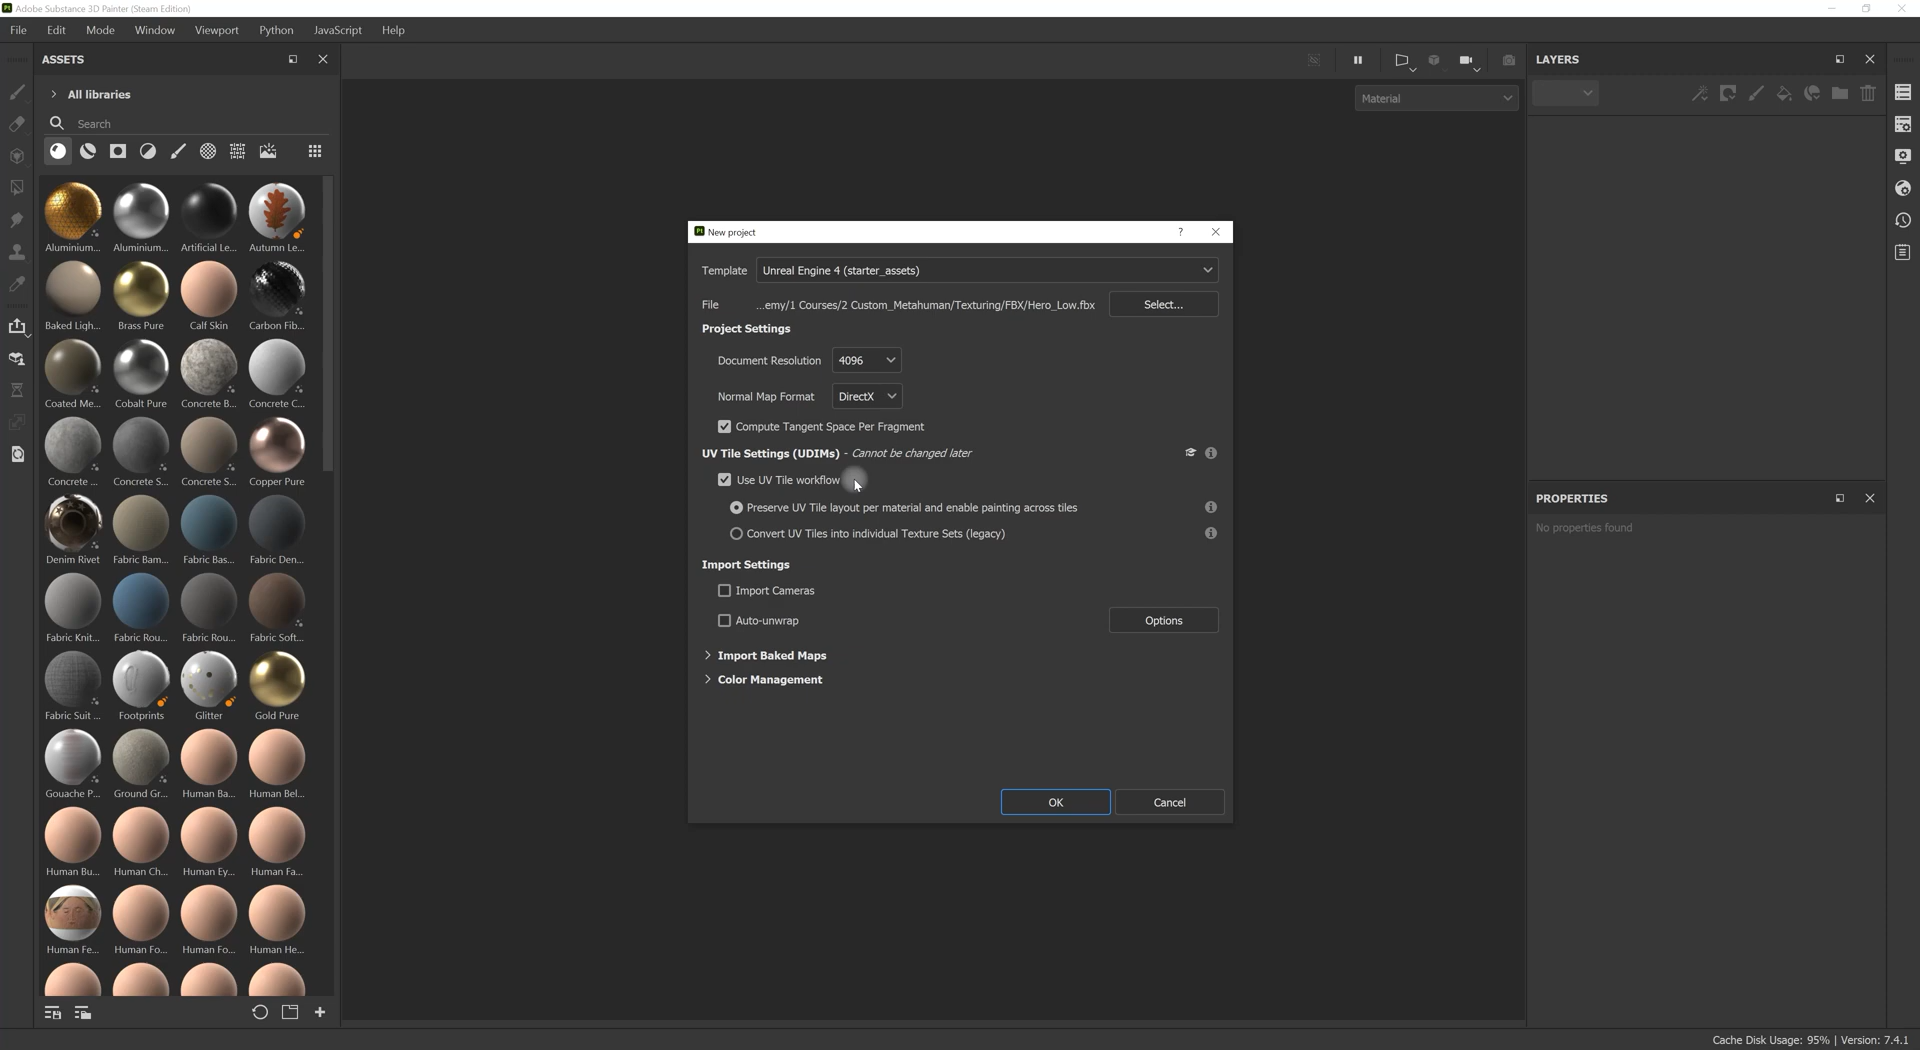 Adobe Substance 3D Painter (Steam Edition)
File Edit Mode Window Viewport Python JavaScript Help
ASSETS
All libraries
Search
Aluminium... Aluminium... Artificial Le... Autumn Le...
Baked Ligh... Brass Pure Calf Skin Carbon Fib...
Coated Me... Cobalt Pure Concrete B... Concrete C...
Concrete ... Concrete S... Concrete S... Copper Pure
Denim Rivet Fabric Bam... Fabric Bas... Fabric Den...
Fabric Knit... Fabric Rou... Fabric Rou... Fabric Soft...
Fabric Suit ... Footprints Glitter Gold Pure
Gouache P... Ground Gr... Human Ba... Human Bel...
Human Bu... Human Ch... Human Ey... Human Fa...
Human Fe... Human Fo... Human Fo... Human He...
Material
Pt New project ?
Template Unreal Engine 4 (starter_assets)
File ...emy/1 Courses/2 Custom_Metahuman/Texturing/FBX/Hero_Low.fbx Select...
Project Settings
Document Resolution 4096
Normal Map Format DirectX
Compute Tangent Space Per Fragment
UV Tile Settings (UDIMs) - Cannot be changed later
Use UV Tile workflow
Preserve UV Tile layout per material and enable painting across tiles
Convert UV Tiles into individual Texture Sets (legacy)
Import Settings
Import Cameras
Auto-unwrap Options
Import Baked Maps
Color Management
OK Cancel
LAYERS
PROPERTIES
No properties found
Cache Disk Usage: 95% | Version: 7.4.1